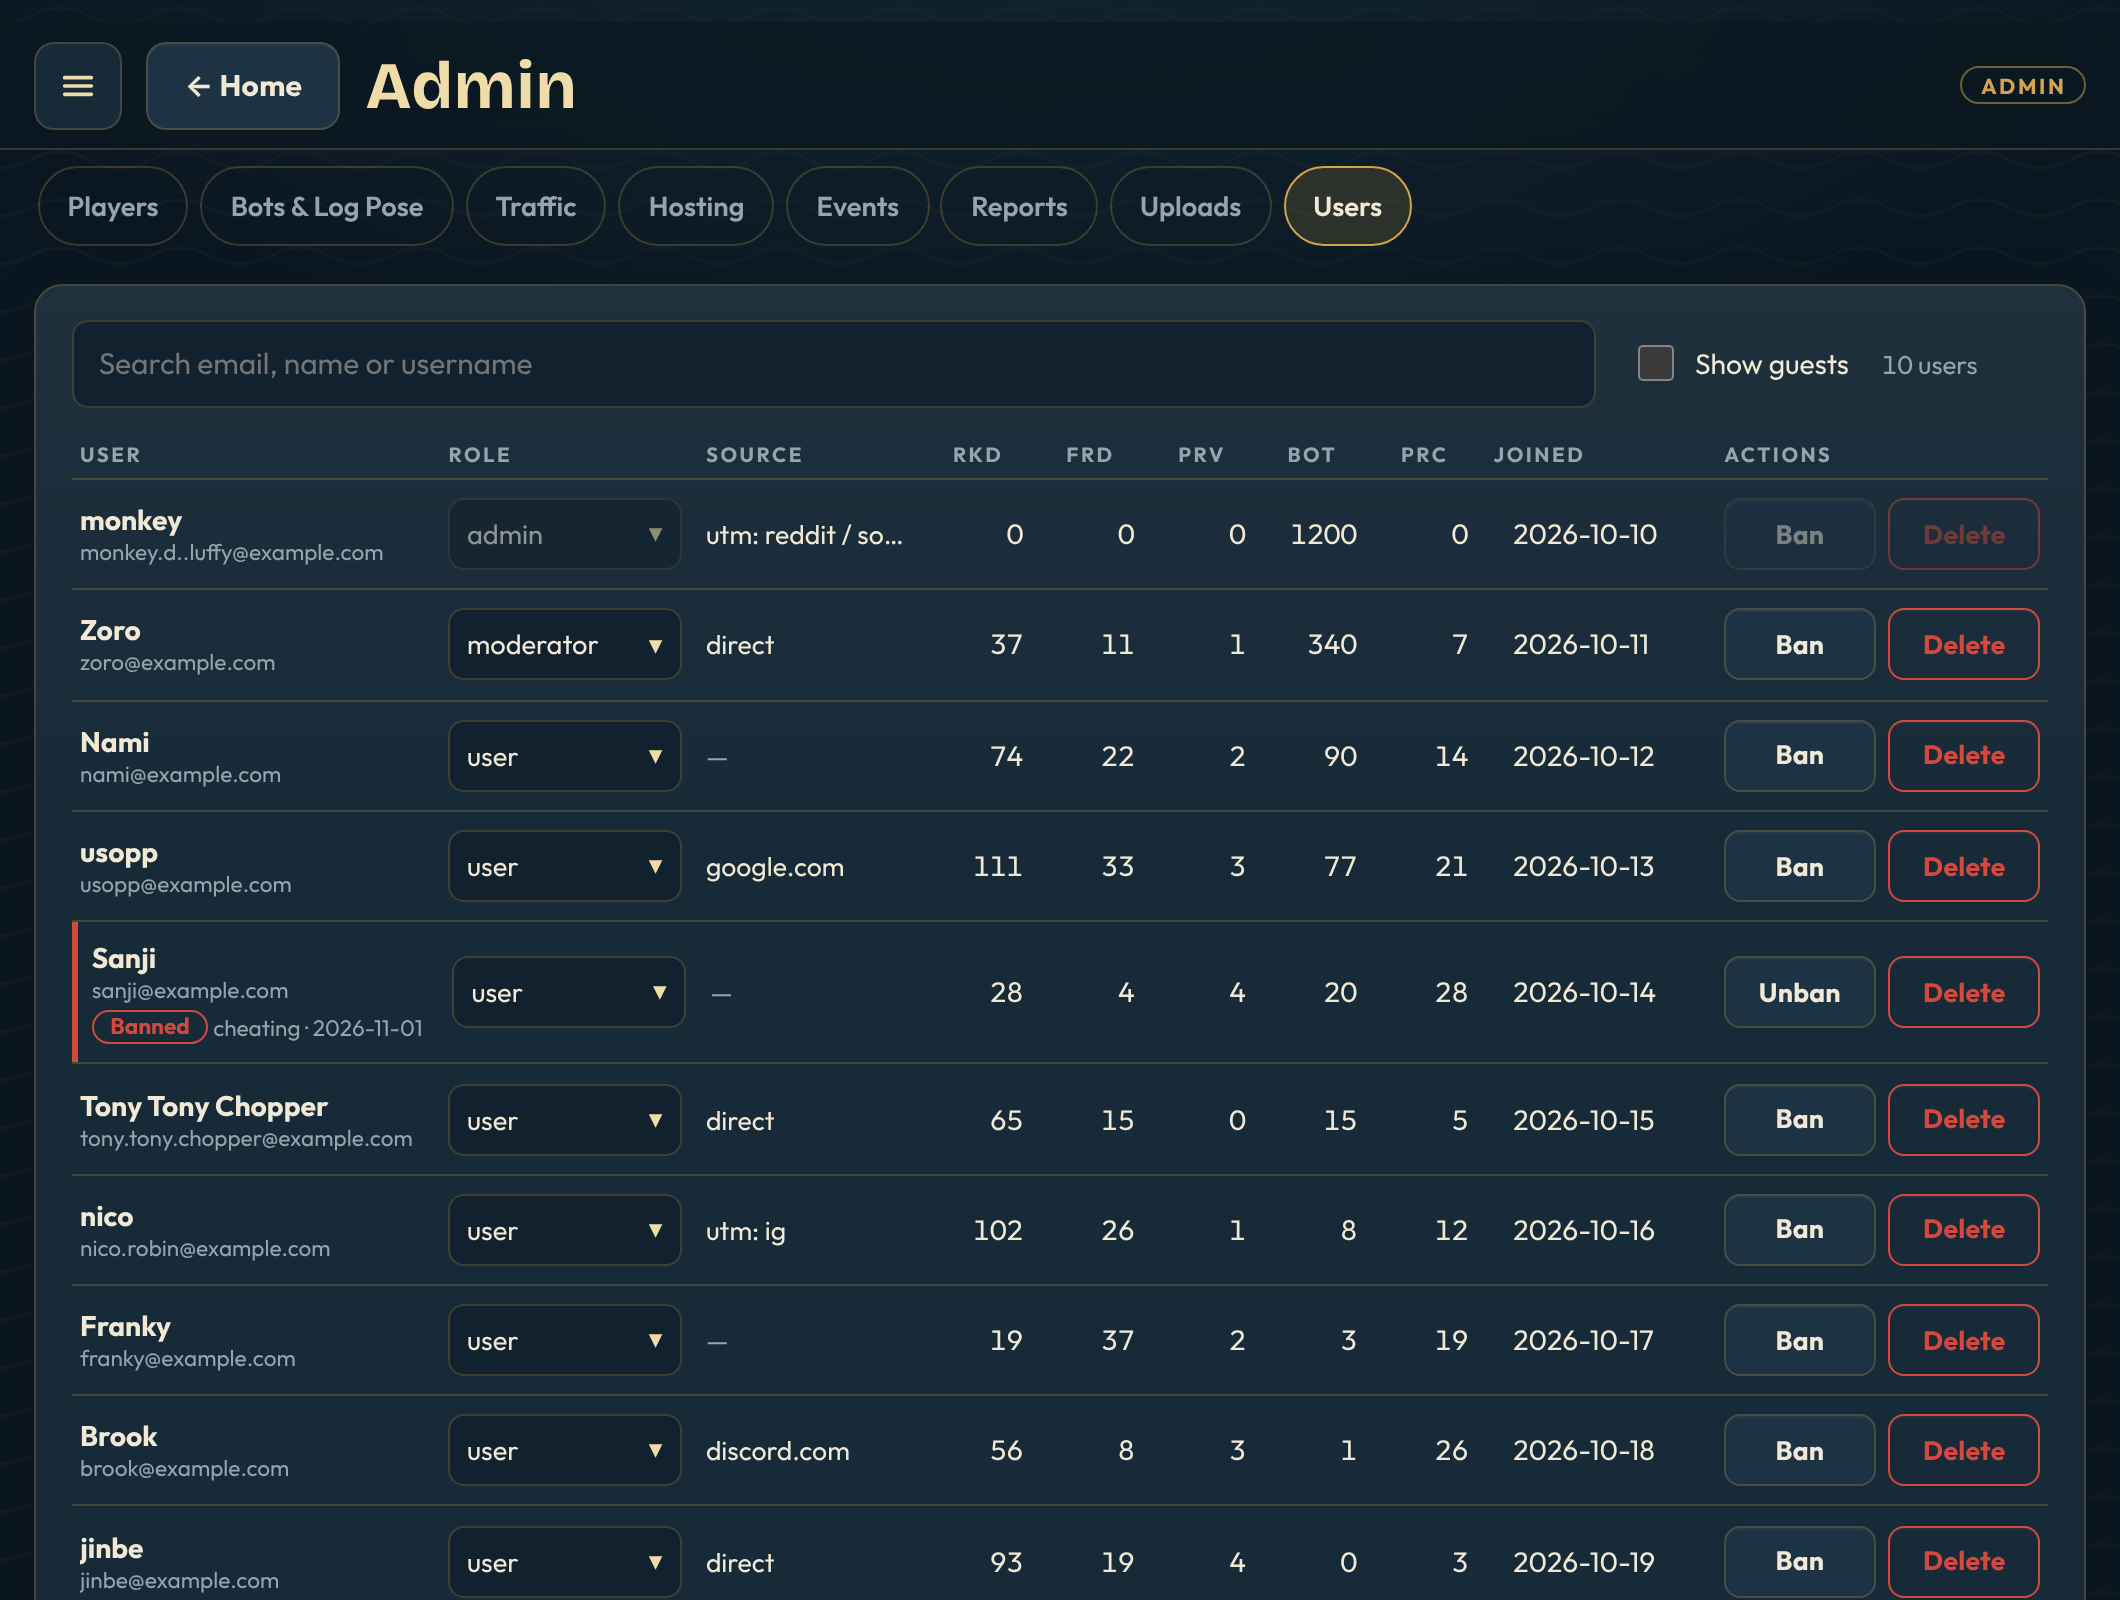 ← Home
Admin
ADMIN
Players
Bots & Log Pose
Traffic
Hosting
Events
Reports
Uploads
Users
Search email, name or username
Show guests
10 users
USER ROLE SOURCE RKD FRD PRV BOT PRC JOINED ACTIONS
monkey
monkey.d..luffy@example.com
admin ▼ utm: reddit / so... 0 0 0 1200 0 2026-10-10 Ban Delete
Zoro
zoro@example.com
moderator ▼ direct 37 11 1 340 7 2026-10-11 Ban Delete
Nami
nami@example.com
user ▼ — 74 22 2 90 14 2026-10-12 Ban Delete
usopp
usopp@example.com
user ▼ google.com 111 33 3 77 21 2026-10-13 Ban Delete
Sanji
sanji@example.com
Banned cheating · 2026-11-01
user ▼ — 28 4 4 20 28 2026-10-14 Unban Delete
Tony Tony Chopper
tony.tony.chopper@example.com
user ▼ direct 65 15 0 15 5 2026-10-15 Ban Delete
nico
nico.robin@example.com
user ▼ utm: ig 102 26 1 8 12 2026-10-16 Ban Delete
Franky
franky@example.com
user ▼ — 19 37 2 3 19 2026-10-17 Ban Delete
Brook
brook@example.com
user ▼ discord.com 56 8 3 1 26 2026-10-18 Ban Delete
jinbe
jinbe@example.com
user ▼ direct 93 19 4 0 3 2026-10-19 Ban Delete